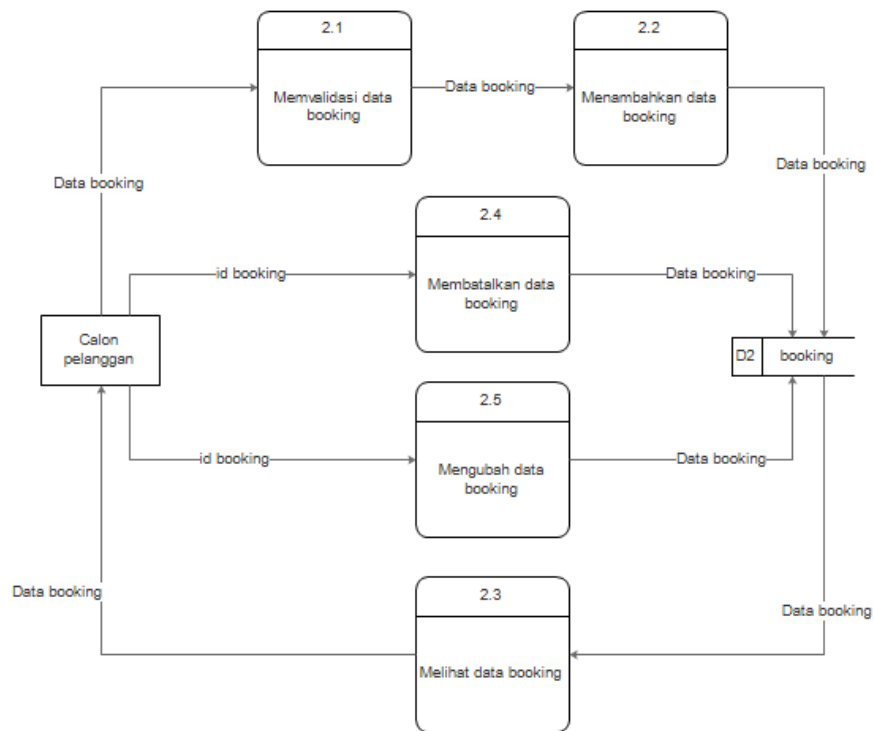 2.1
Memvalidasi data
booking
Data booking
2.2
Menambahkan data
booking
Data booking
Data booking
2.4
Membatalkan data
booking
id booking
Data booking
Calon
pelanggan
D2
booking
2.5
Mengubah data
booking
id booking
Data booking
2.3
Melihat data booking
Data booking
Data booking